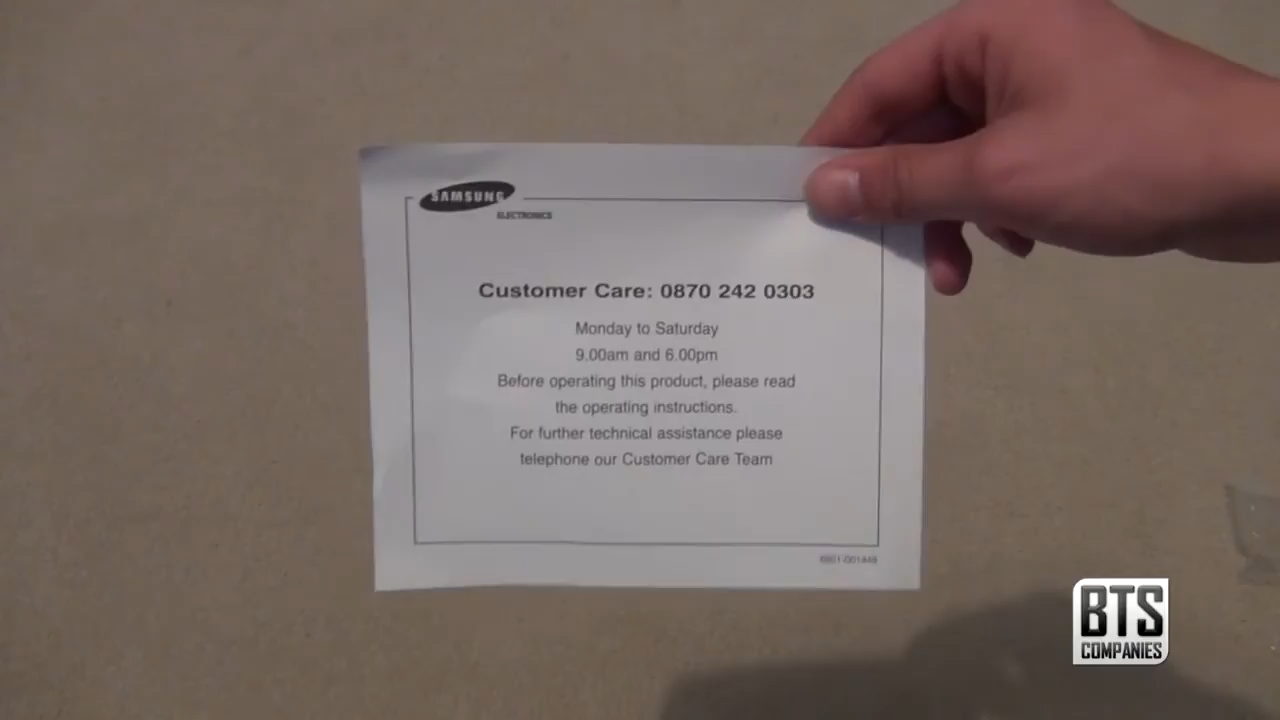 SAMSUNG
ELECTRONICS
Customer Care: 0870 242 0303
Monday to Saturday
9.00am and 6.00pm
Before operating this product, please read
the operating instructions.
For further technical assistance please
telephone our Customer Care Team
BTS
COMPANIES